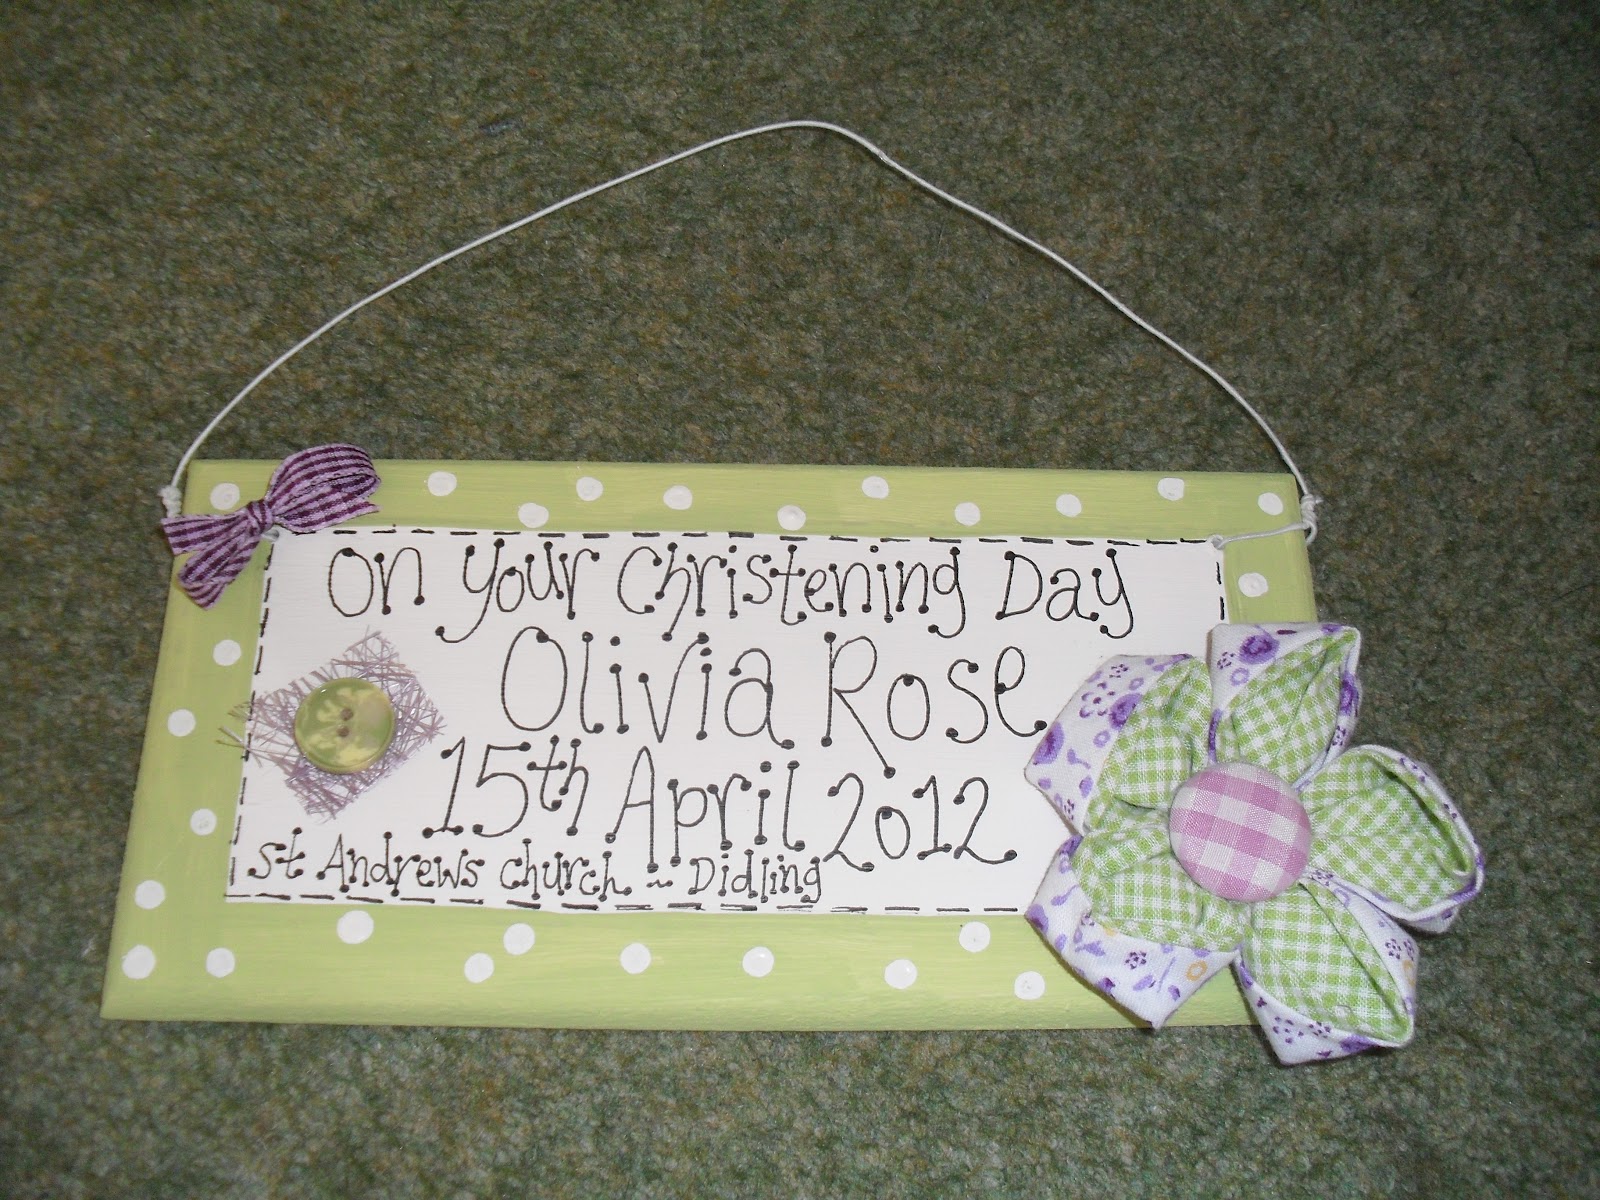 On Your Christening Day
Olivia Rose
15th April 2012
St Andrews Church ~ Didling